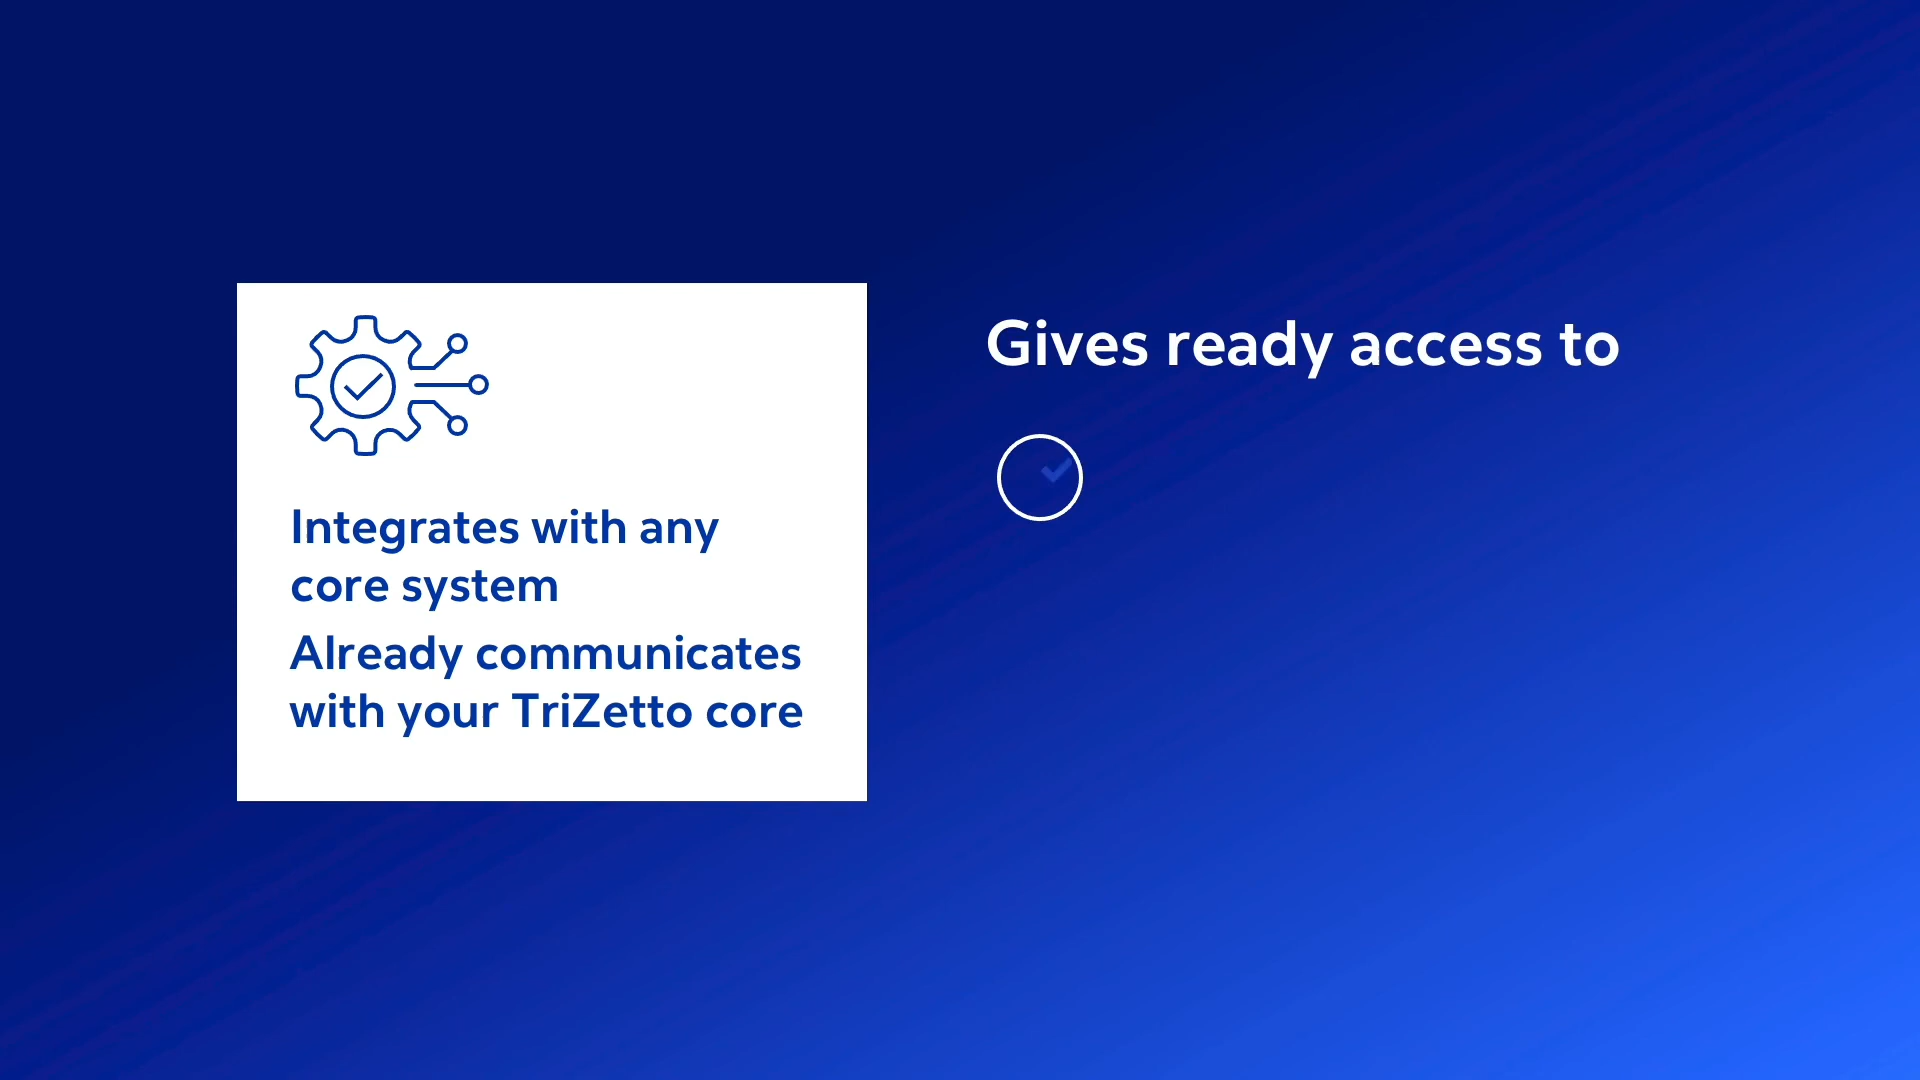 Integrates with any
core system
Already communicates
with your TriZetto core
Gives ready access to